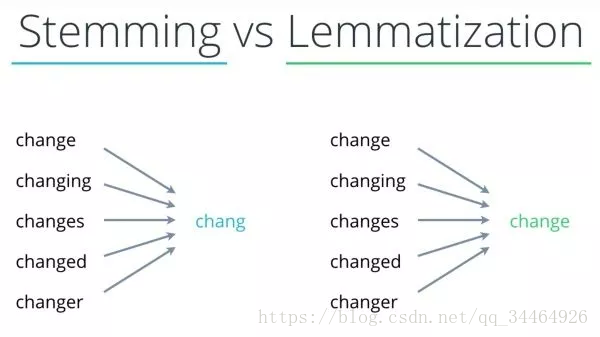 Stemming vs Lemmatization
change
changing
changes
changed
changer
chang
change
changing
changes
changed
changer
change
https://blog.csdn.net/qq_34464926